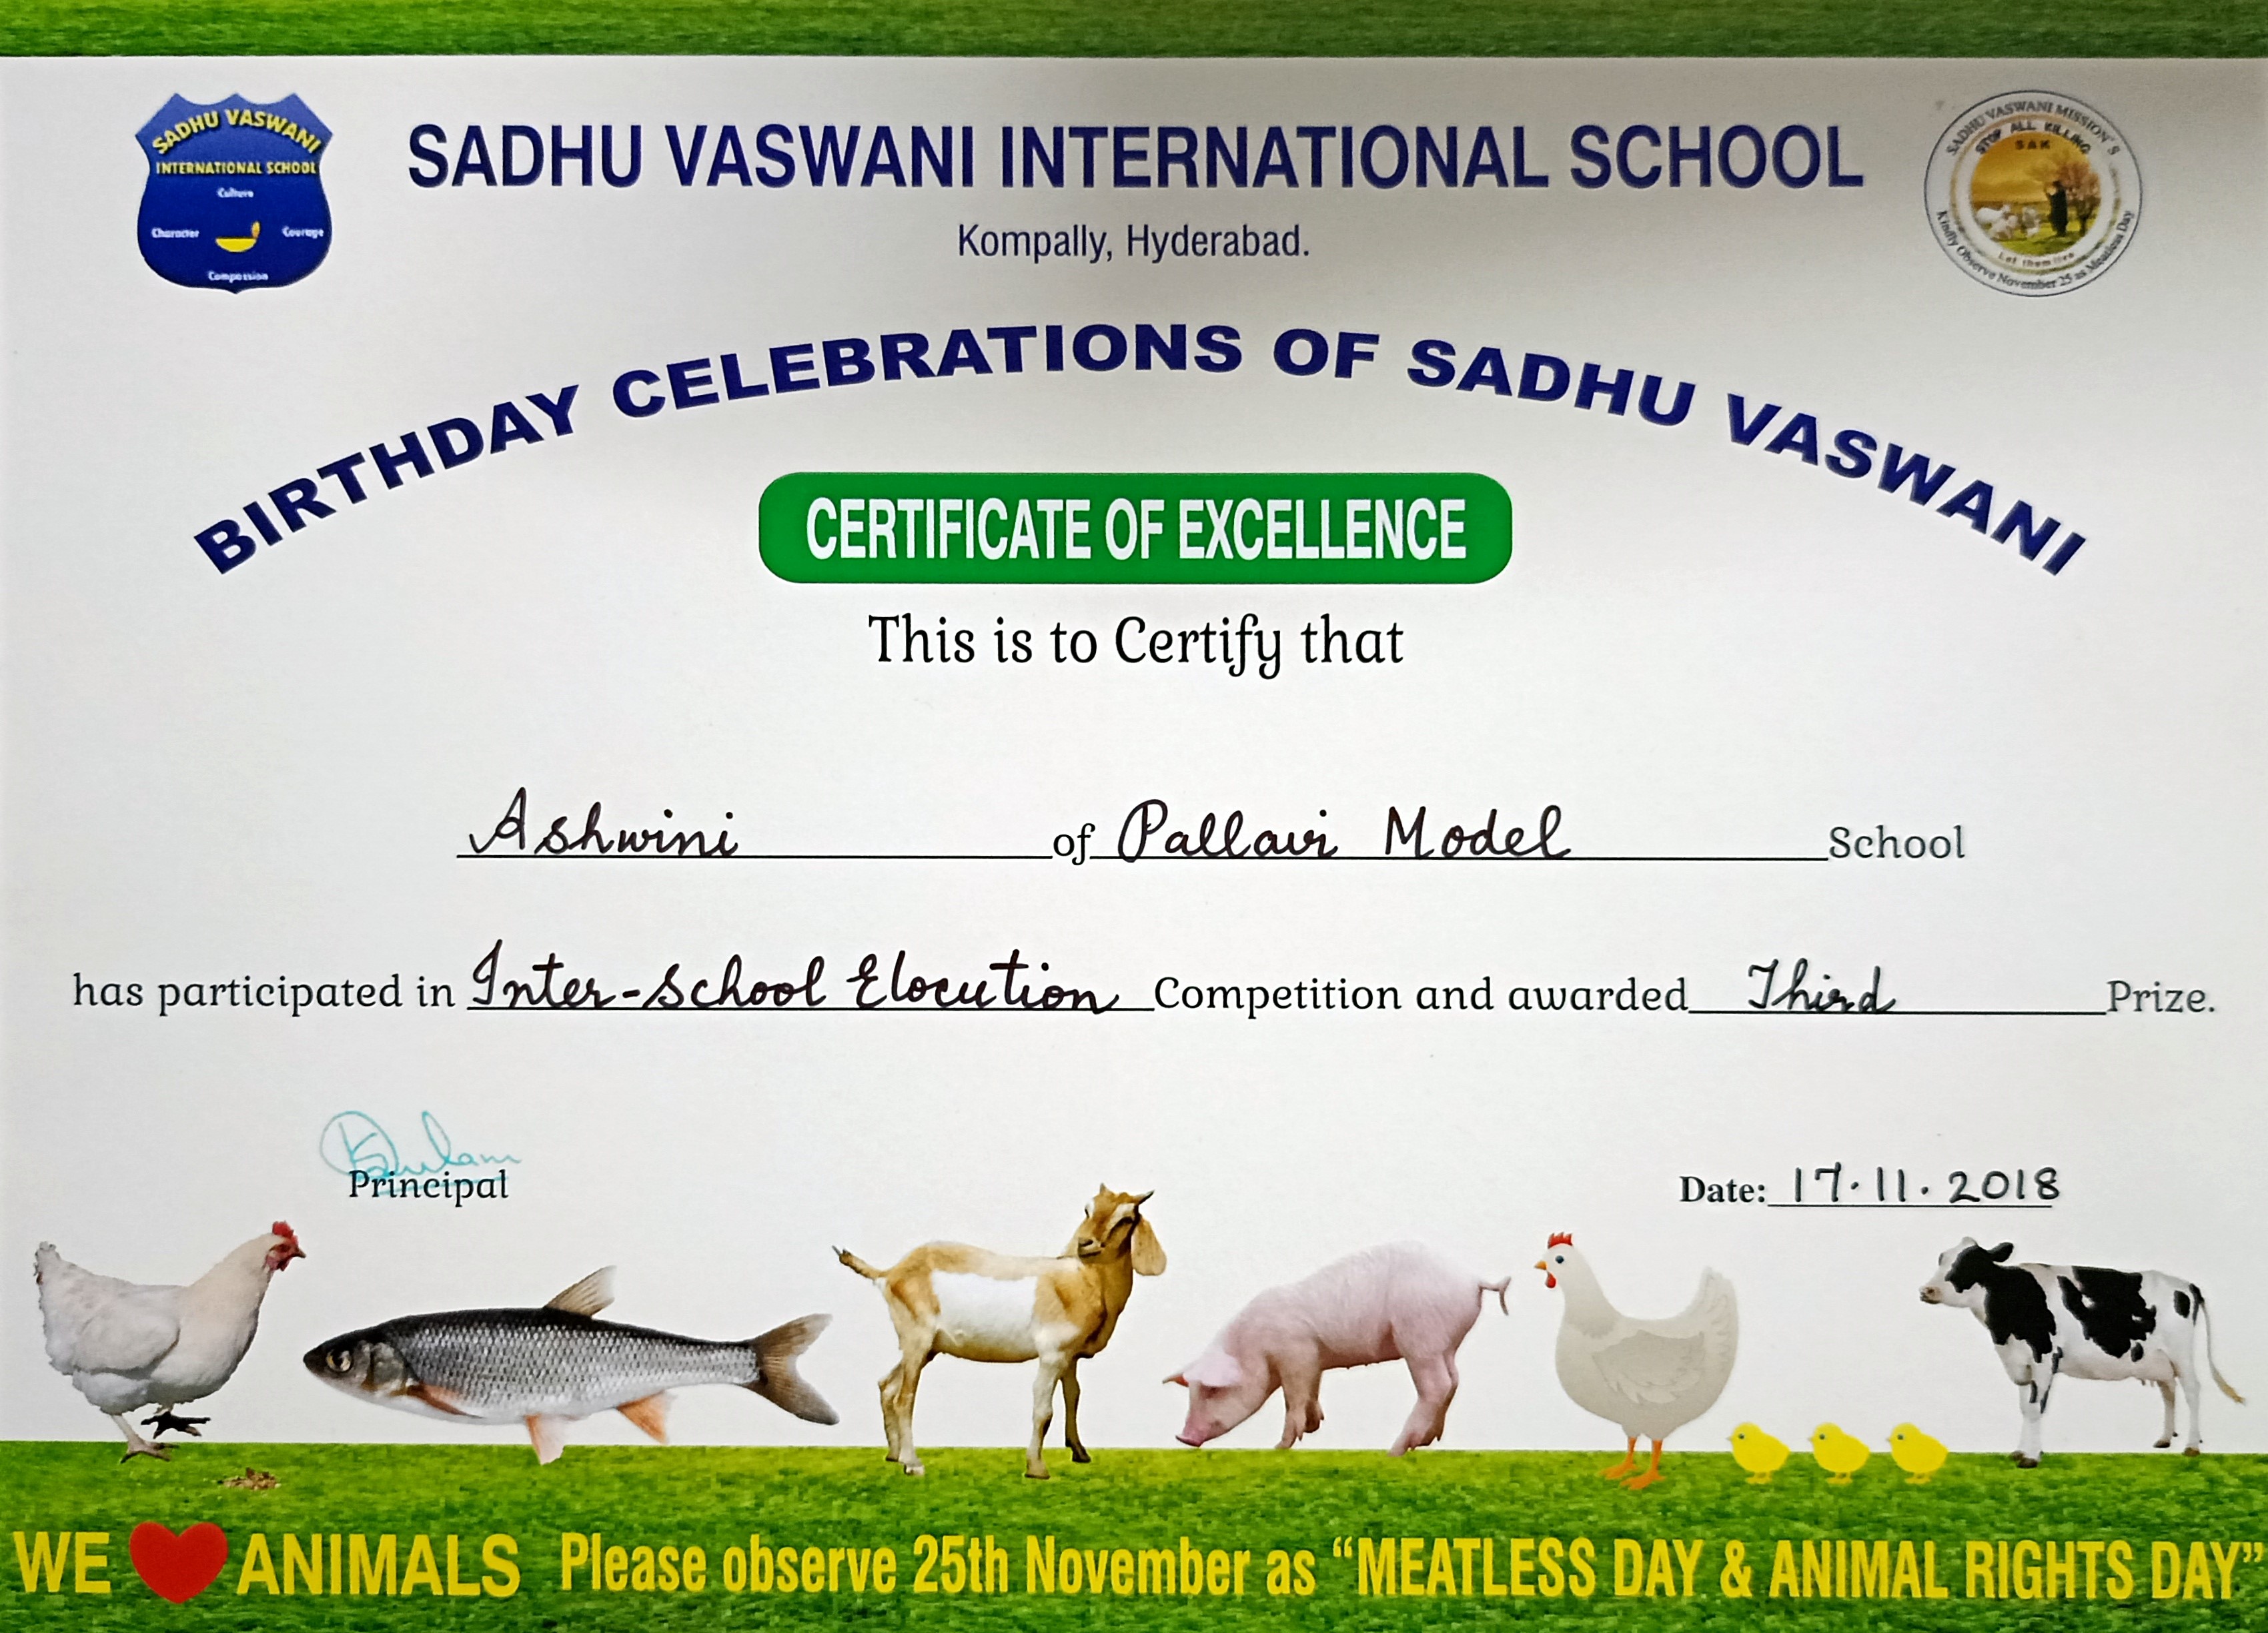 SADHU VASWANI
INTERNATIONAL SCHOOL
Culture
Character Courage
Compassion
SADHU VASWANI INTERNATIONAL SCHOOL
Kompally, Hyderabad.
SADHU VASWANI MISSION'S
STOP ALL KILLING
SAK
Let them live
Kindly Observe November 25 as Meatless Day
BIRTHDAY CELEBRATIONS OF SADHU VASWANI
CERTIFICATE OF EXCELLENCE
This is to Certify that
Ashwini of Pallavi Model School
has participated in Inter-School Elocution Competition and awarded Third Prize.
Principal
Date: 17.11.2018
WE ANIMALS Please observe 25th November as “MEATLESS DAY & ANIMAL RIGHTS DAY”